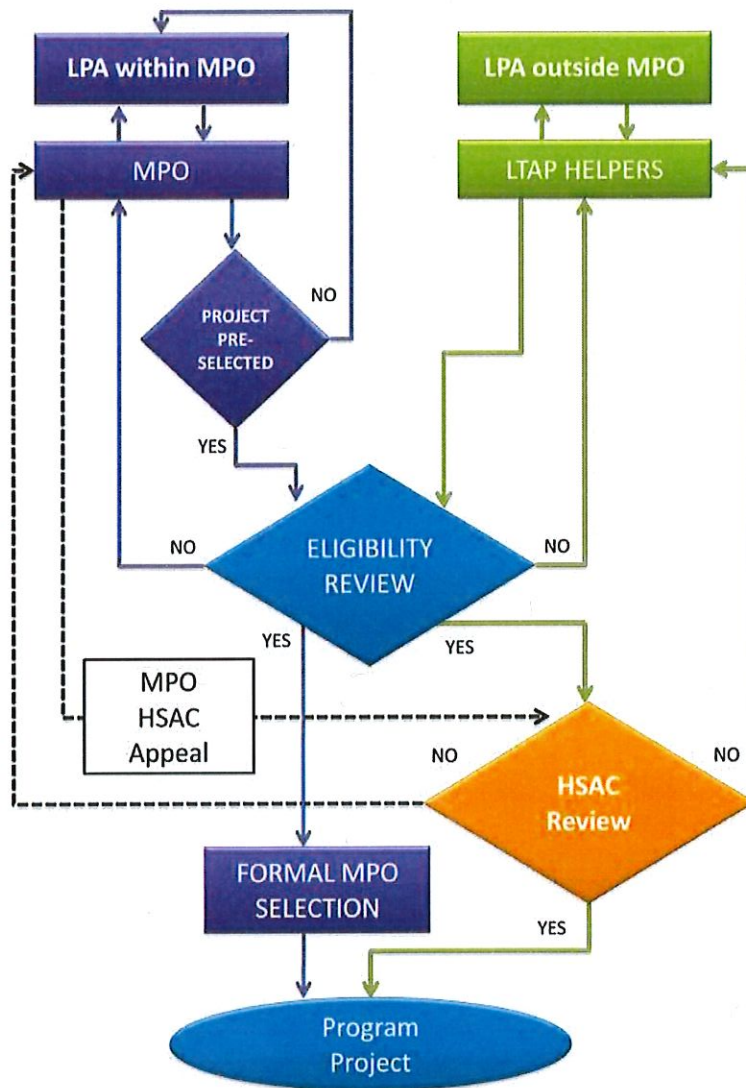 LPA within MPO
LPA outside MPO
MPO
LTAP HELPERS
NO
PROJECT
PRE-
SELECTED
YES
NO
ELIGIBILITY
REVIEW
NO
YES
YES
MPO
HSAC
Appeal
NO
NO
HSAC
Review
FORMAL MPO
SELECTION
YES
Program
Project